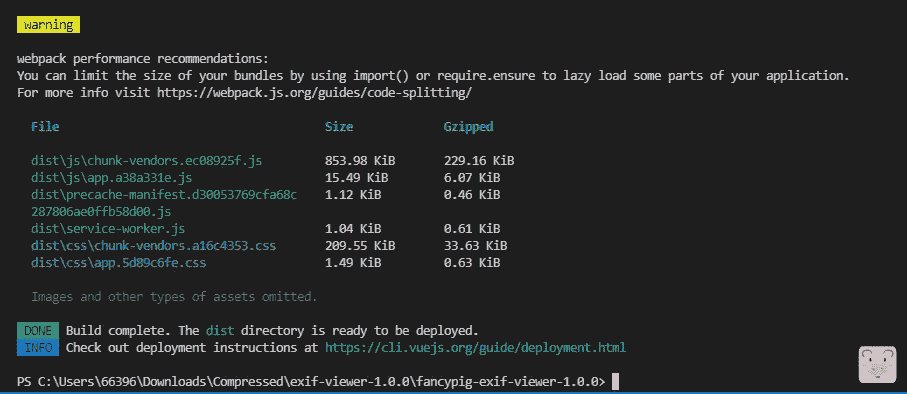 warning
webpack performance recommendations:
You can limit the size of your bundles by using import() or require.ensure to lazy load some parts of your application.
For more info visit https://webpack.js.org/guides/code-splitting/
File Size Gzipped
dist\js\chunk-vendors.ec08925f.js 853.98 KiB 229.16 KiB
dist\js\app.a38a331e.js 15.49 KiB 6.07 KiB
dist\precache-manifest.d30053769cfa68c 1.12 KiB 0.46 KiB
287806ae0ffb58d00.js
dist\service-worker.js 1.04 KiB 0.61 KiB
dist\css\chunk-vendors.a16c4353.css 209.55 KiB 33.63 KiB
dist\css\app.5d89c6fe.css 1.49 KiB 0.63 KiB
Images and other types of assets omitted.
DONE Build complete. The dist directory is ready to be deployed.
INFO Check out deployment instructions at https://cli.vuejs.org/guide/deployment.html
PS C:\Users\66396\Downloads\Compressed\exif-viewer-1.0.0\fancypig-exif-viewer-1.0.0>